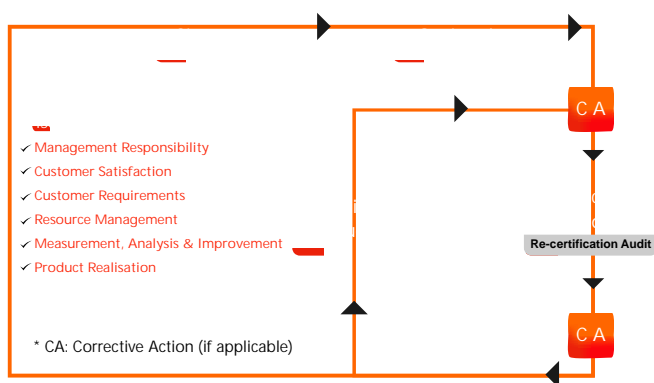 C A
✓ Management Responsibility
✓ Customer Satisfaction
✓ Customer Requirements
✓ Resource Management
✓ Measurement, Analysis & Improvement
✓ Product Realisation
Re-certification Audit
C A
* CA: Corrective Action (if applicable)